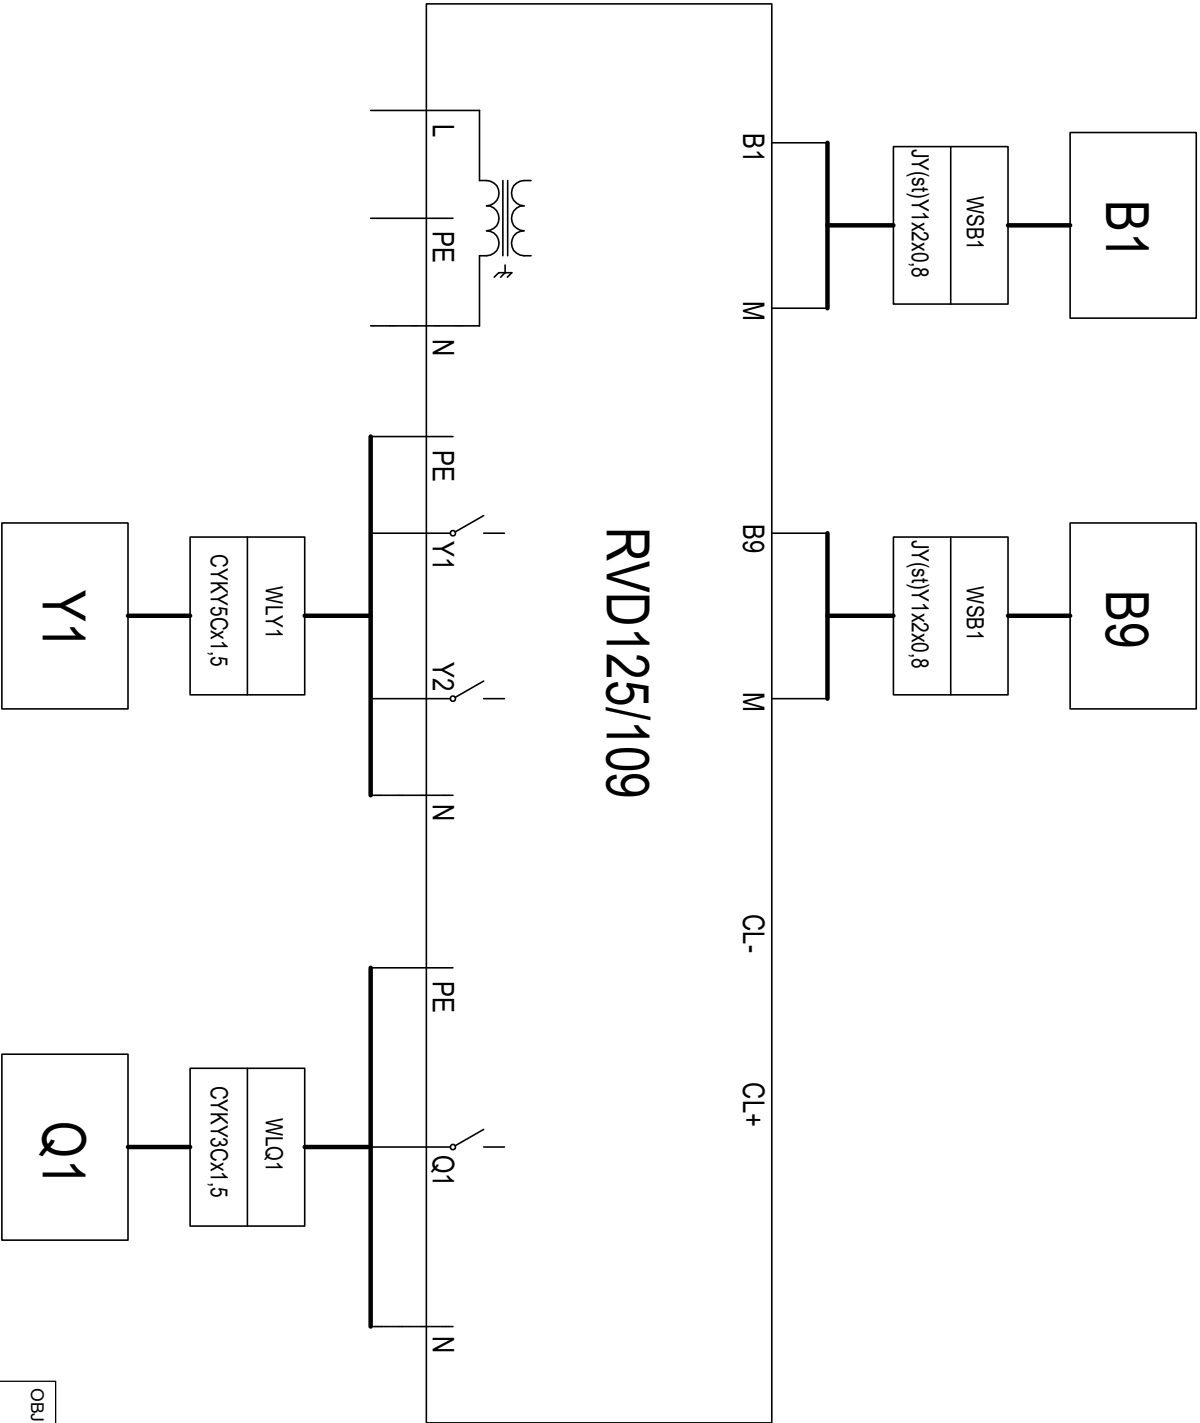 B1
B9
WSB1
JY(st)Y1x2x0,8
WSB1
JY(st)Y1x2x0,8
B1
M
B9
M
CL-
CL+
RVD125/109
L
PE
N
PE
Y1
Y2
N
PE
Q1
N
WLY1
CYKY5Cx1,5
WLQ1
CYKY3Cx1,5
Y1
Q1
OBJ